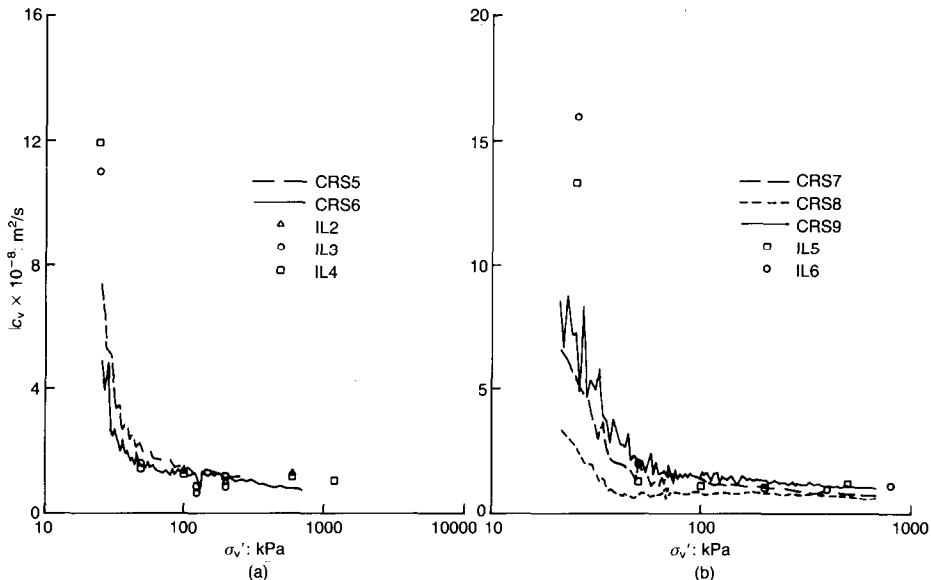 16
12
8
4
0
|cᵥ × 10⁻⁸: m²/s
CRS5
CRS6
IL2
IL3
IL4
10
100
1000
10000
σᵥ′: kPa
(a)
20
15
10
5
0
CRS7
CRS8
CRS9
IL5
IL6
10
100
1000
σᵥ′: kPa
(b)